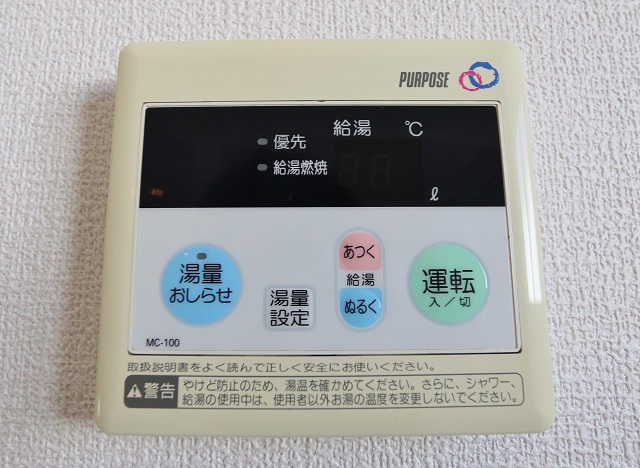 PURPOSE
給湯 ℃
優先
給湯燃焼
ℓ
湯量
おしらせ
湯量
設定
あつく
給湯
ぬるく
運転
入／切
MC-100
取扱説明書をよく読んで正しく安全にお使いください。
警告
やけど防止のため、湯温を確かめてください。さらに、シャワー、
給湯の使用中は、使用者以外お湯の温度を変更しないでください。